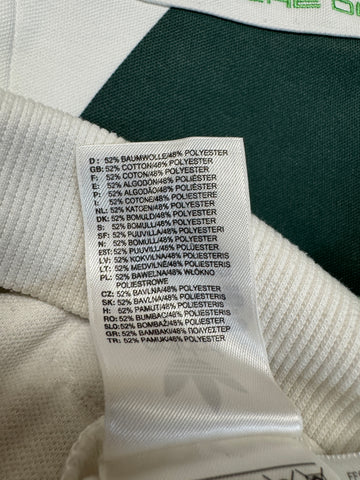 D: 52% BAUMWOLLE/48% POLYESTER
GB: 52% COTTON/48% POLYESTER
F: 52% COTON/48% POLYESTER
E: 52% ALGODÓN/48% POLIÉSTER
P: 52% ALGODÃO/48% POLIÉSTER
I: 52% COTONE/48% POLIESTERE
NL: 52% KATOEN/48% POLYESTER
DK: 52% BOMULD/48% POLYESTER
S: 52% BOMULL/48% POLYESTER
SF: 52% PUUVILLA/48% POLYESTERI
N: 52% BOMULL/48% POLYESTER
EST: 52% PUUVILL/48% POLÜESTER
LV: 52% KOKVILNA/48% POLIESTERIS
LT: 52% MEDVILNĖ/48% POLIESTERIS
PL: 52% BAWEŁNA/48% WŁÓKNO
POLIESTROWE
CZ: 52% BAVLNA/48% POLYESTER
SK: 52% BAVLNA/48% POLYESTER
H: 52% PAMUT/48% POLIÉSZTER
RO: 52% BUMBAC/48% POLIESTER
SLO: 52% BOMBAŽ/48% POLIESTER
GR: 52% ΒΑΜΒΑΚΙ/48% ΠΟΛΥΕΣΤΕΡ
TR: 52% PAMUK/48% POLYESTER